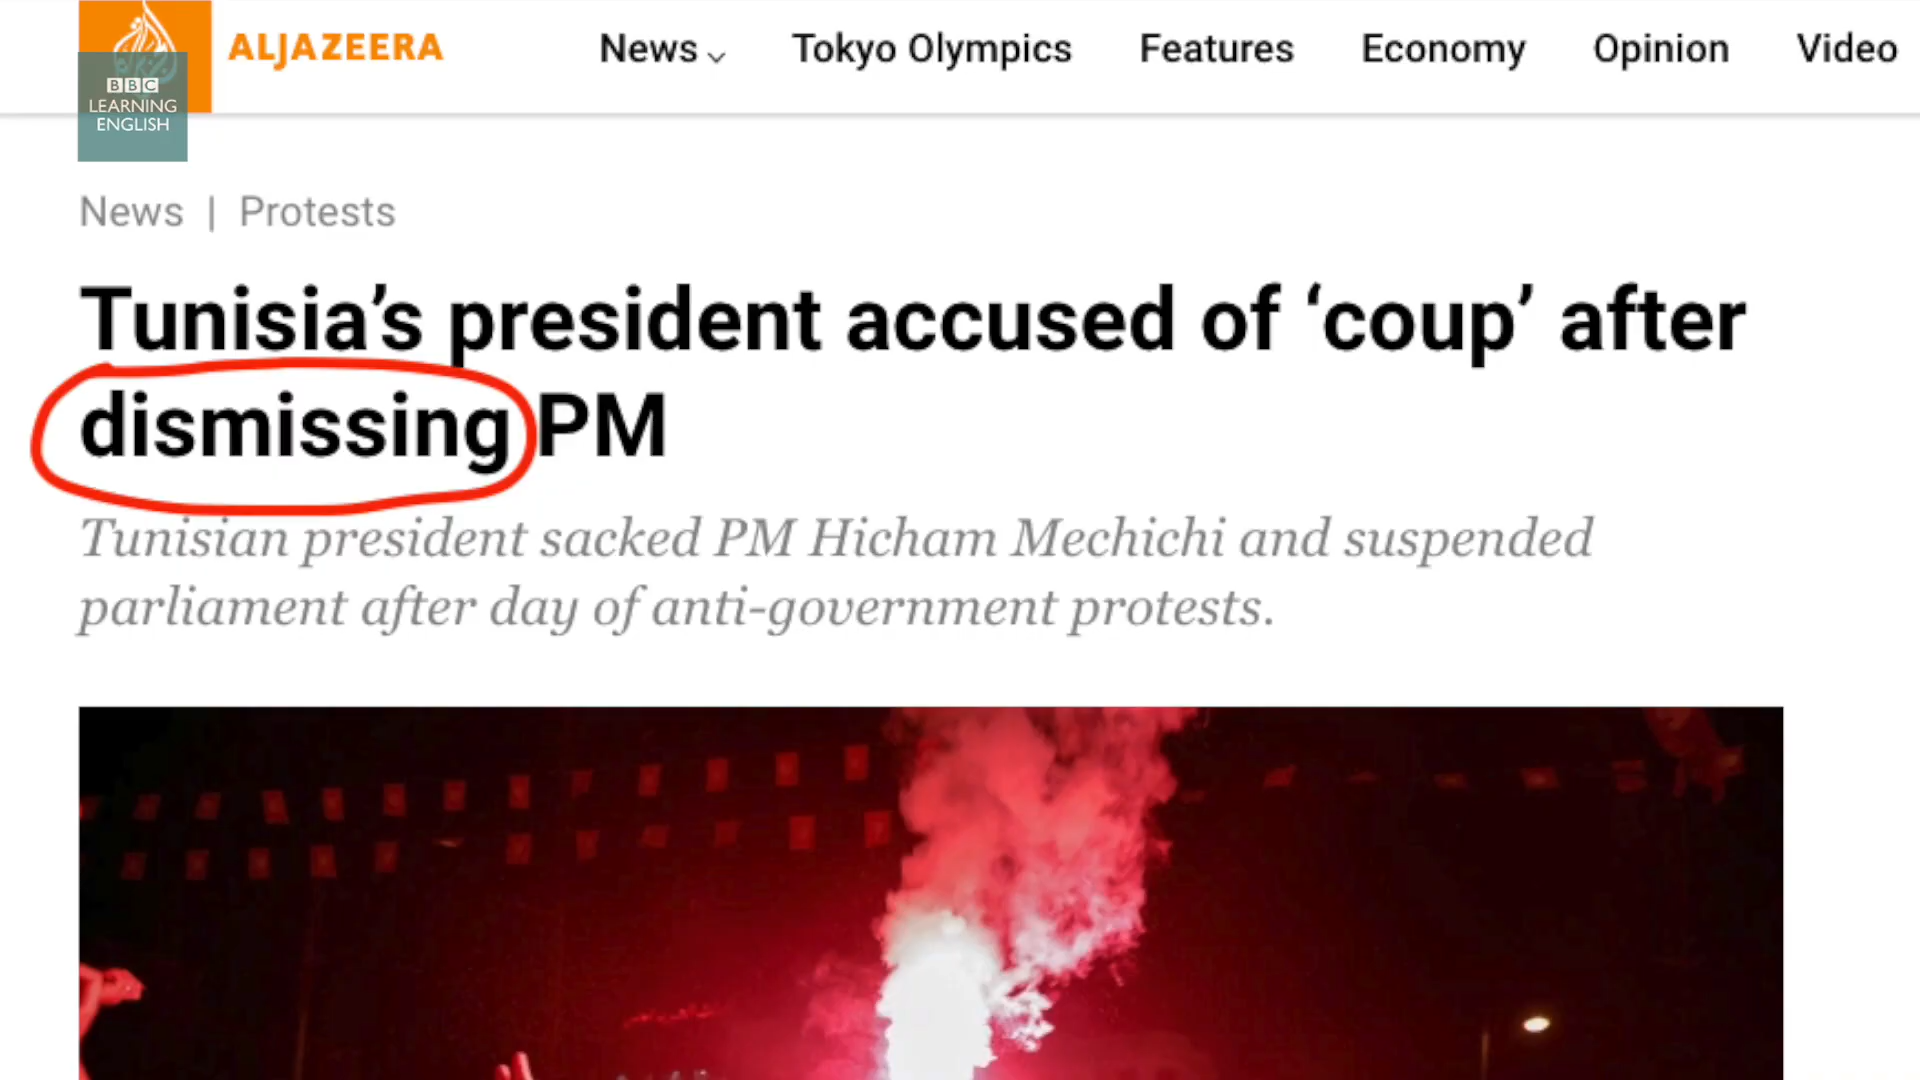 ALJAZEERA
News
Tokyo Olympics
Features
Economy
Opinion
Video
BBC
LEARNING
ENGLISH
News | Protests
Tunisia’s president accused of ‘coup’ after
dismissing PM
Tunisian president sacked PM Hicham Mechichi and suspended
parliament after day of anti-government protests.